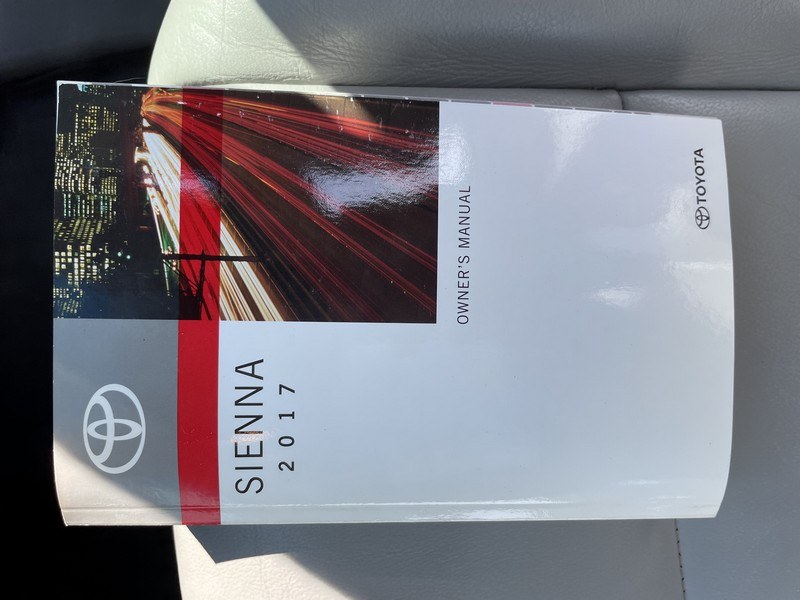 SIENNA
2017
OWNER'S MANUAL
TOYOTA